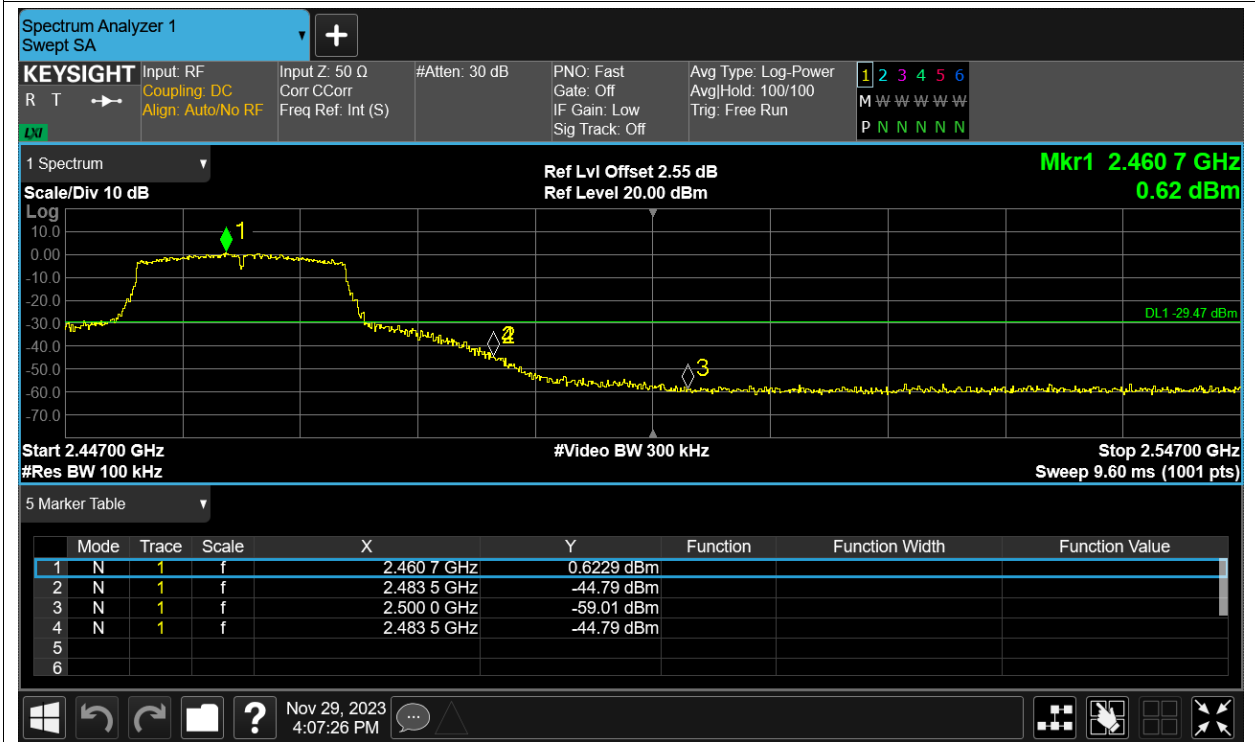 Spectrum Analyzer 1
Swept SA
+
KEYSIGHT
R T
LXI
Input: RF
Coupling: DC
Align: Auto/No RF
Input Z: 50 Ω
Corr CCorr
Freq Ref: Int (S)
#Atten: 30 dB
PNO: Fast
Gate: Off
IF Gain: Low
Sig Track: Off
Avg Type: Log-Power
Avg|Hold: 100/100
Trig: Free Run
1 2 3 4 5 6
M W W W W W
P N N N N N
1 Spectrum
Scale/Div 10 dB
Ref Lvl Offset 2.55 dB
Ref Level 20.00 dBm
Mkr1 2.460 7 GHz
0.62 dBm
Log
10.0
0.00
-10.0
-20.0
-30.0
-40.0
-50.0
-60.0
-70.0
1
2
3
DL1 -29.47 dBm
Start 2.44700 GHz
#Video BW 300 kHz
Stop 2.54700 GHz
#Res BW 100 kHz
Sweep 9.60 ms (1001 pts)
5 Marker Table
Mode Trace Scale X Y Function Function Width Function Value
1 N 1 f 2.460 7 GHz 0.6229 dBm
2 N 1 f 2.483 5 GHz -44.79 dBm
3 N 1 f 2.500 0 GHz -59.01 dBm
4 N 1 f 2.483 5 GHz -44.79 dBm
5
6
?
Nov 29, 2023
4:07:26 PM